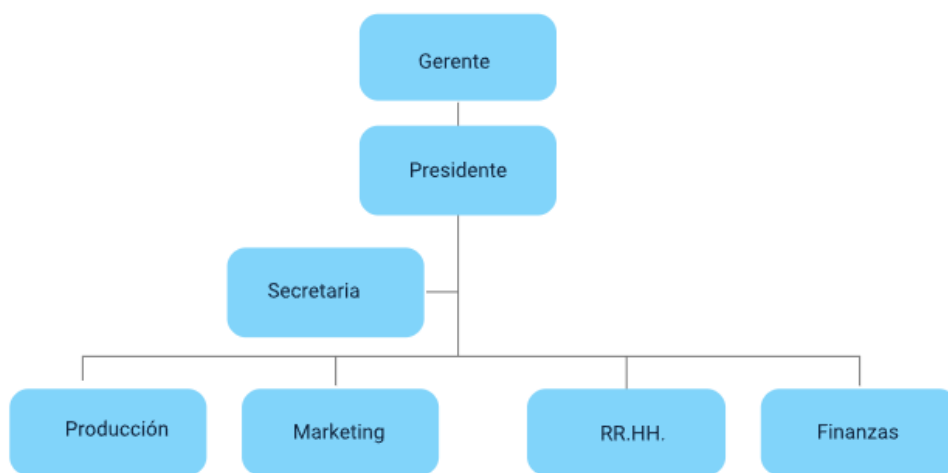 Gerente
Presidente
Secretaria
Producción
Marketing
RR.HH.
Finanzas